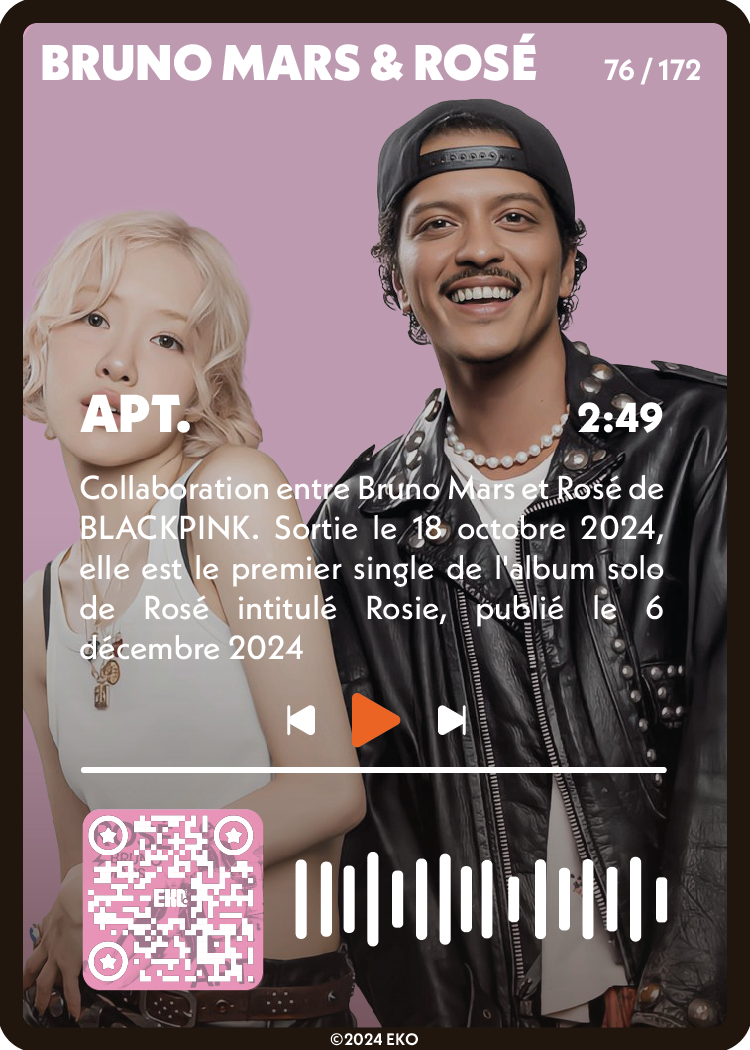 BRUNO MARS & ROSÉ 76 / 172
APT. 2:49
Collaboration entre Bruno Mars et Rosé de
BLACKPINK. Sortie le 18 octobre 2024,
elle est le premier single de l'album solo
de Rosé intitulé Rosie, publié le 6
décembre 2024
EKO
©2024 EKO